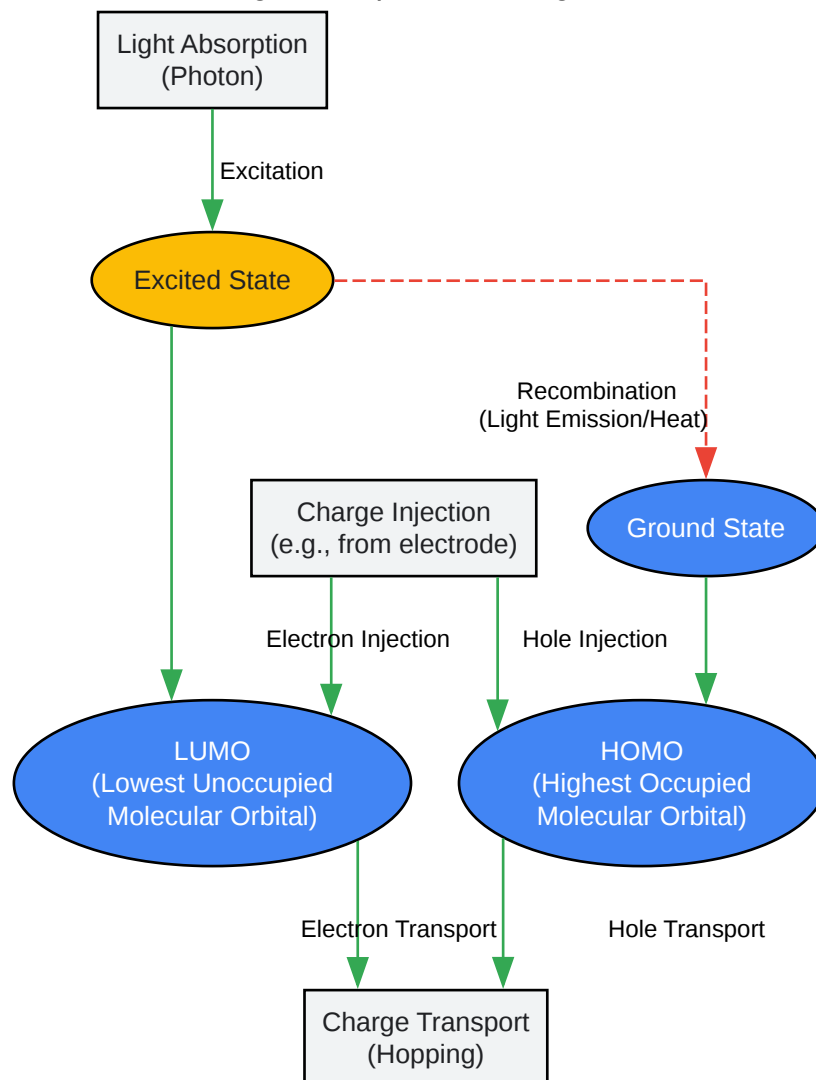 Light Absorption
(Photon)
Excitation
Excited State
Recombination
(Light Emission/Heat)
Charge Injection
(e.g., from electrode)
Ground State
Electron Injection
Hole Injection
LUMO
(Lowest Unoccupied
Molecular Orbital)
HOMO
(Highest Occupied
Molecular Orbital)
Electron Transport
Hole Transport
Charge Transport
(Hopping)